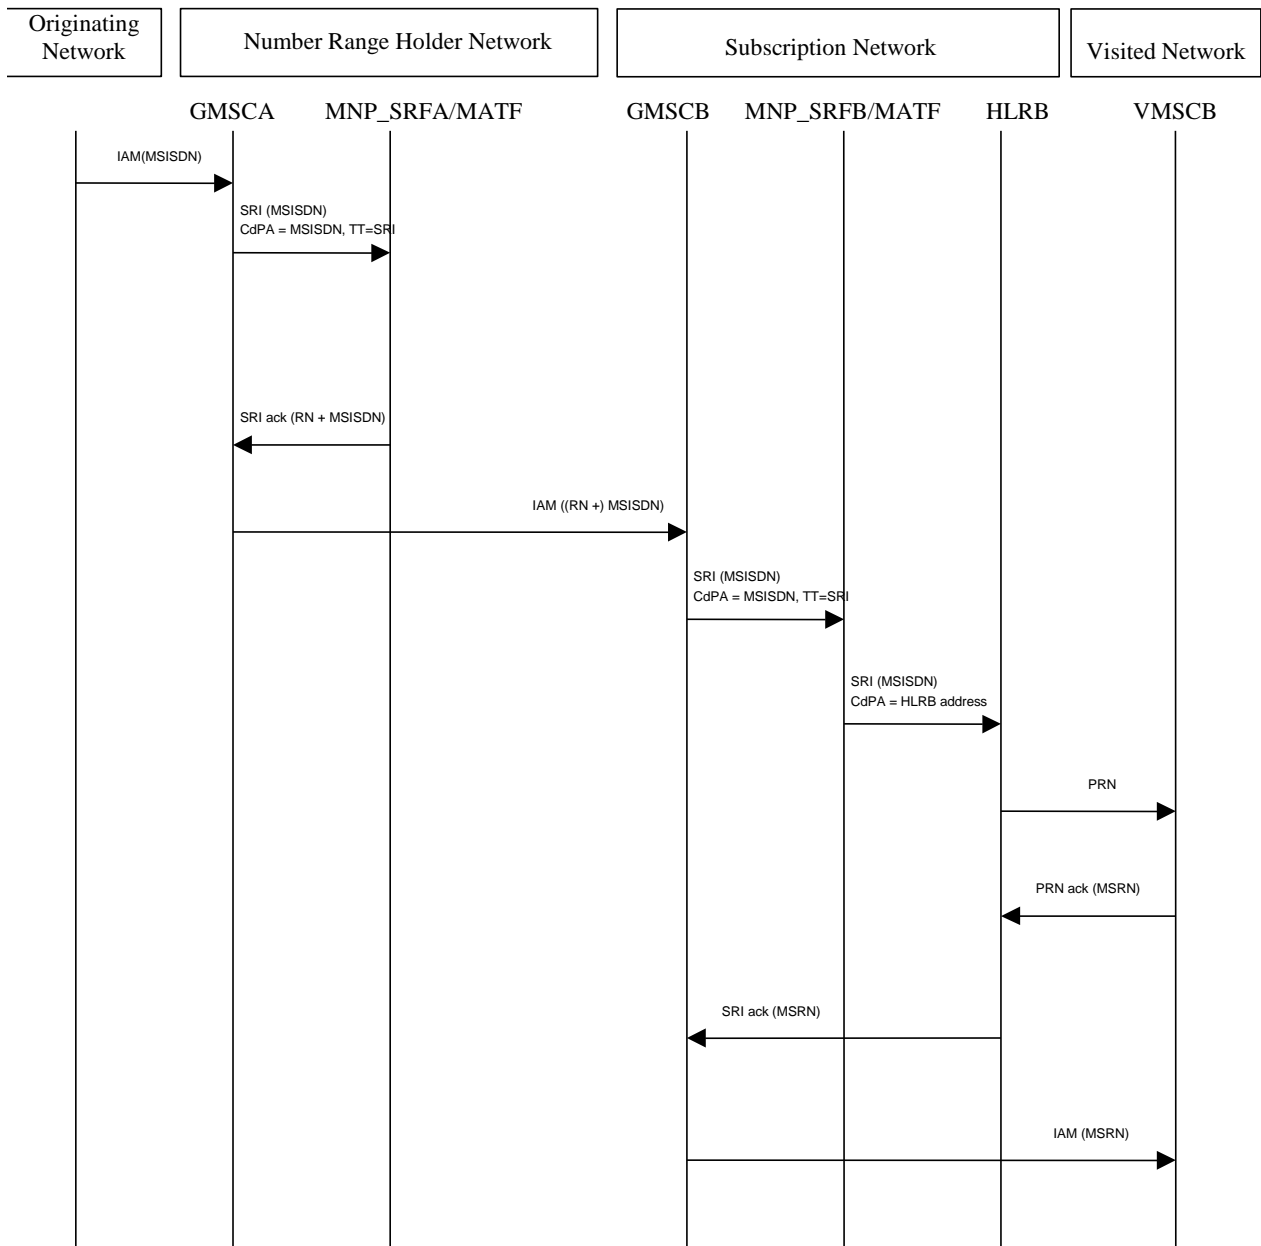 Originating
Network
Number Range Holder Network
Subscription Network
Visited Network
GMSCA
MNP_SRFA/MATF
GMSCB
MNP_SRFB/MATF
HLRB
VMSCB
IAM(MSISDN)
SRI (MSISDN)
CdPA = MSISDN, TT=SRI
SRI ack (RN + MSISDN)
IAM ((RN +) MSISDN)
SRI (MSISDN)
CdPA = MSISDN, TT=SRI
SRI (MSISDN)
CdPA = HLRB address
PRN
PRN ack (MSRN)
SRI ack (MSRN)
IAM (MSRN)